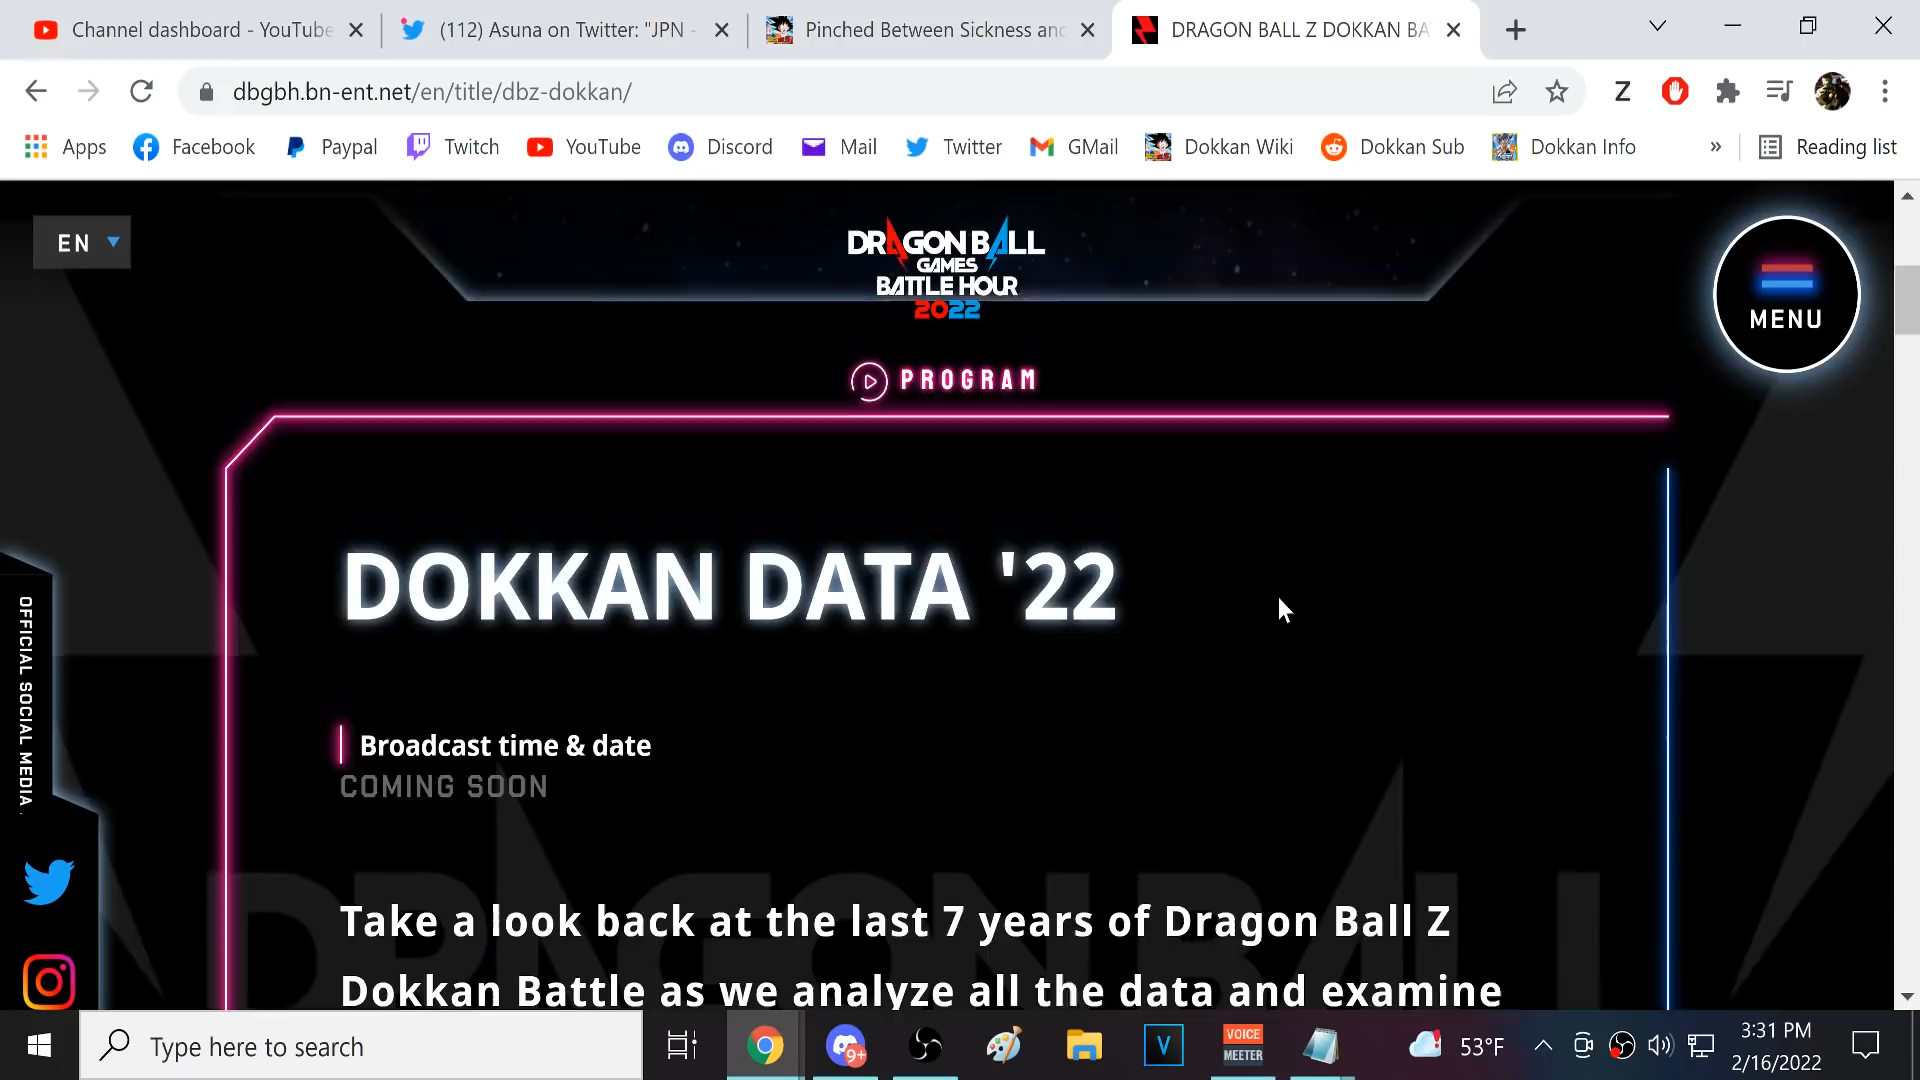 Channel dashboard - YouTube
(112) Asuna on Twitter: "JPN -
Pinched Between Sickness and
DRAGON BALL Z DOKKAN BA
dbgbh.bn-ent.net/en/title/dbz-dokkan/
Z
Apps
Facebook
Paypal
Twitch
YouTube
Discord
Mail
Twitter
GMail
Dokkan Wiki
Dokkan Sub
Dokkan Info
»
Reading list
EN
DRAGON BALL
GAMES
BATTLE HOUR
2022
MENU
PROGRAM
DOKKAN DATA '22
Broadcast time & date
COMING SOON
OFFICIAL SOCIAL MEDIA
Take a look back at the last 7 years of Dragon Ball Z
Dokkan Battle as we analyze all the data and examine
DRAGON BALL
Type here to search
9+
V
VOICE
MEETER
53°F
3:31 PM
2/16/2022